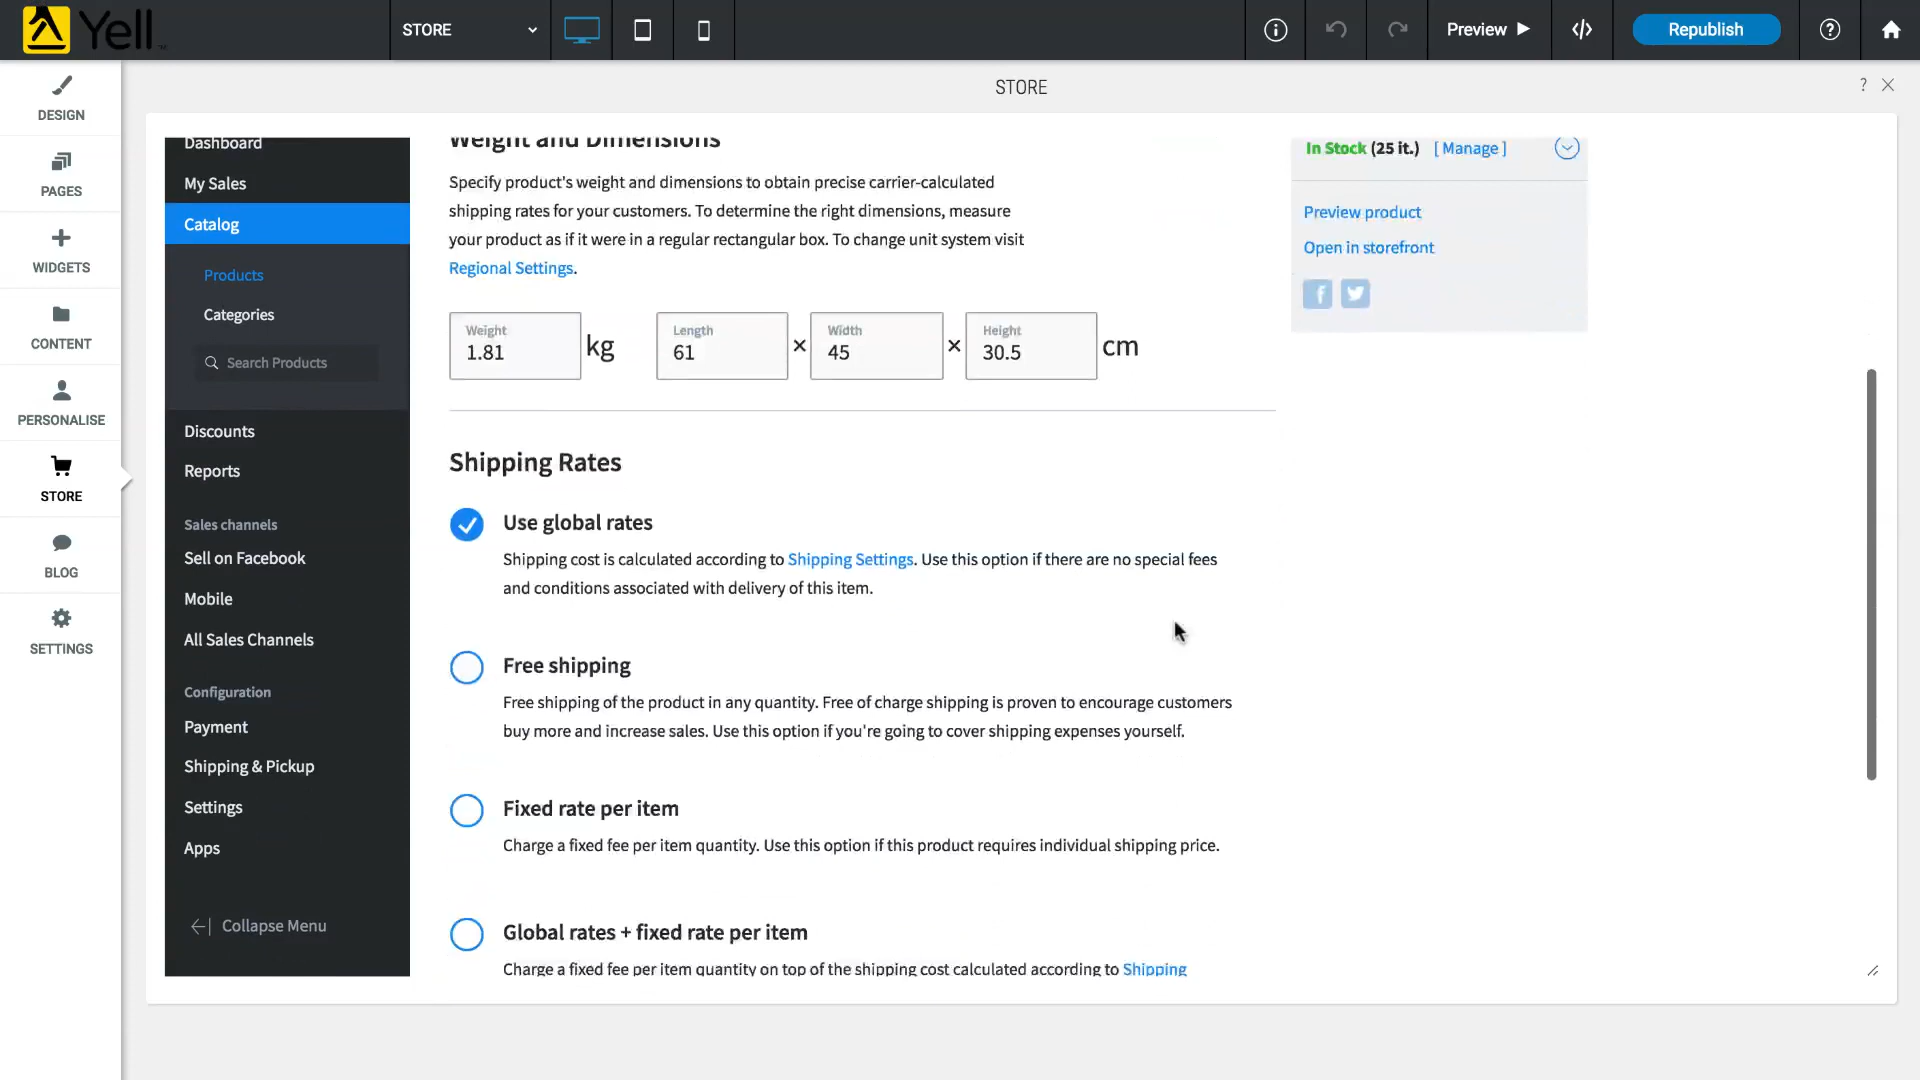 Yell
STORE
Preview
Republish
DESIGN
PAGES
WIDGETS
CONTENT
PERSONALISE
STORE
BLOG
SETTINGS
STORE
?
Dashboard
My Sales
Catalog
Products
Categories
Search Products
Discounts
Reports
Sales channels
Sell on Facebook
Mobile
All Sales Channels
Configuration
Payment
Shipping & Pickup
Settings
Apps
Collapse Menu
Weight and Dimensions
Specify product's weight and dimensions to obtain precise carrier-calculated
shipping rates for your customers. To determine the right dimensions, measure
your product as if it were in a regular rectangular box. To change unit system visit
Regional Settings.
Weight Length Width Height
1.81 kg 61 × 45 × 30.5 cm
Shipping Rates
Use global rates
Shipping cost is calculated according to Shipping Settings. Use this option if there are no special fees
and conditions associated with delivery of this item.
Free shipping
Free shipping of the product in any quantity. Free of charge shipping is proven to encourage customers
buy more and increase sales. Use this option if you're going to cover shipping expenses yourself.
Fixed rate per item
Charge a fixed fee per item quantity. Use this option if this product requires individual shipping price.
Global rates + fixed rate per item
Charge a fixed fee per item quantity on top of the shipping cost calculated according to Shipping
In Stock (25 it.) [ Manage ]
Preview product
Open in storefront